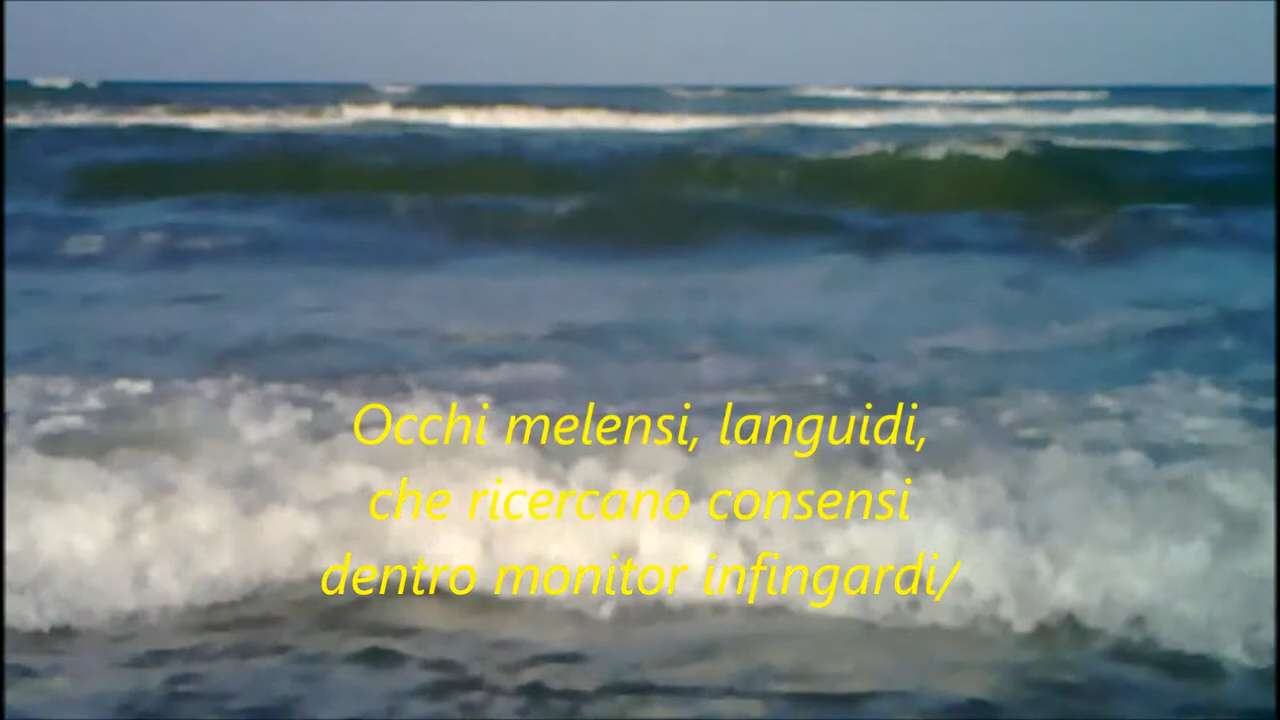 Occhi melensi, languidi,
che ricercano consensi
dentro monitor infingardi/